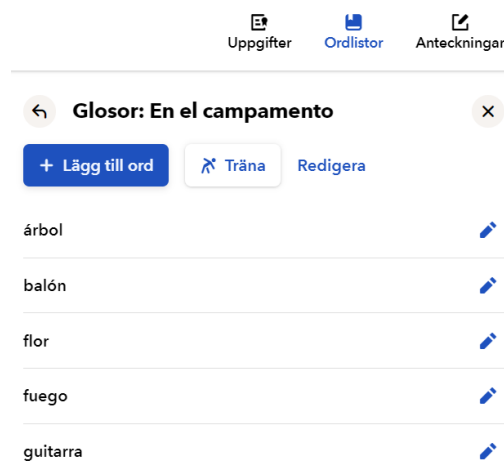 Uppgifter Ordlistor Anteckningar
Glosor: En el campamento
+ Lägg till ord Träna Redigera
árbol
balón
flor
fuego
guitarra